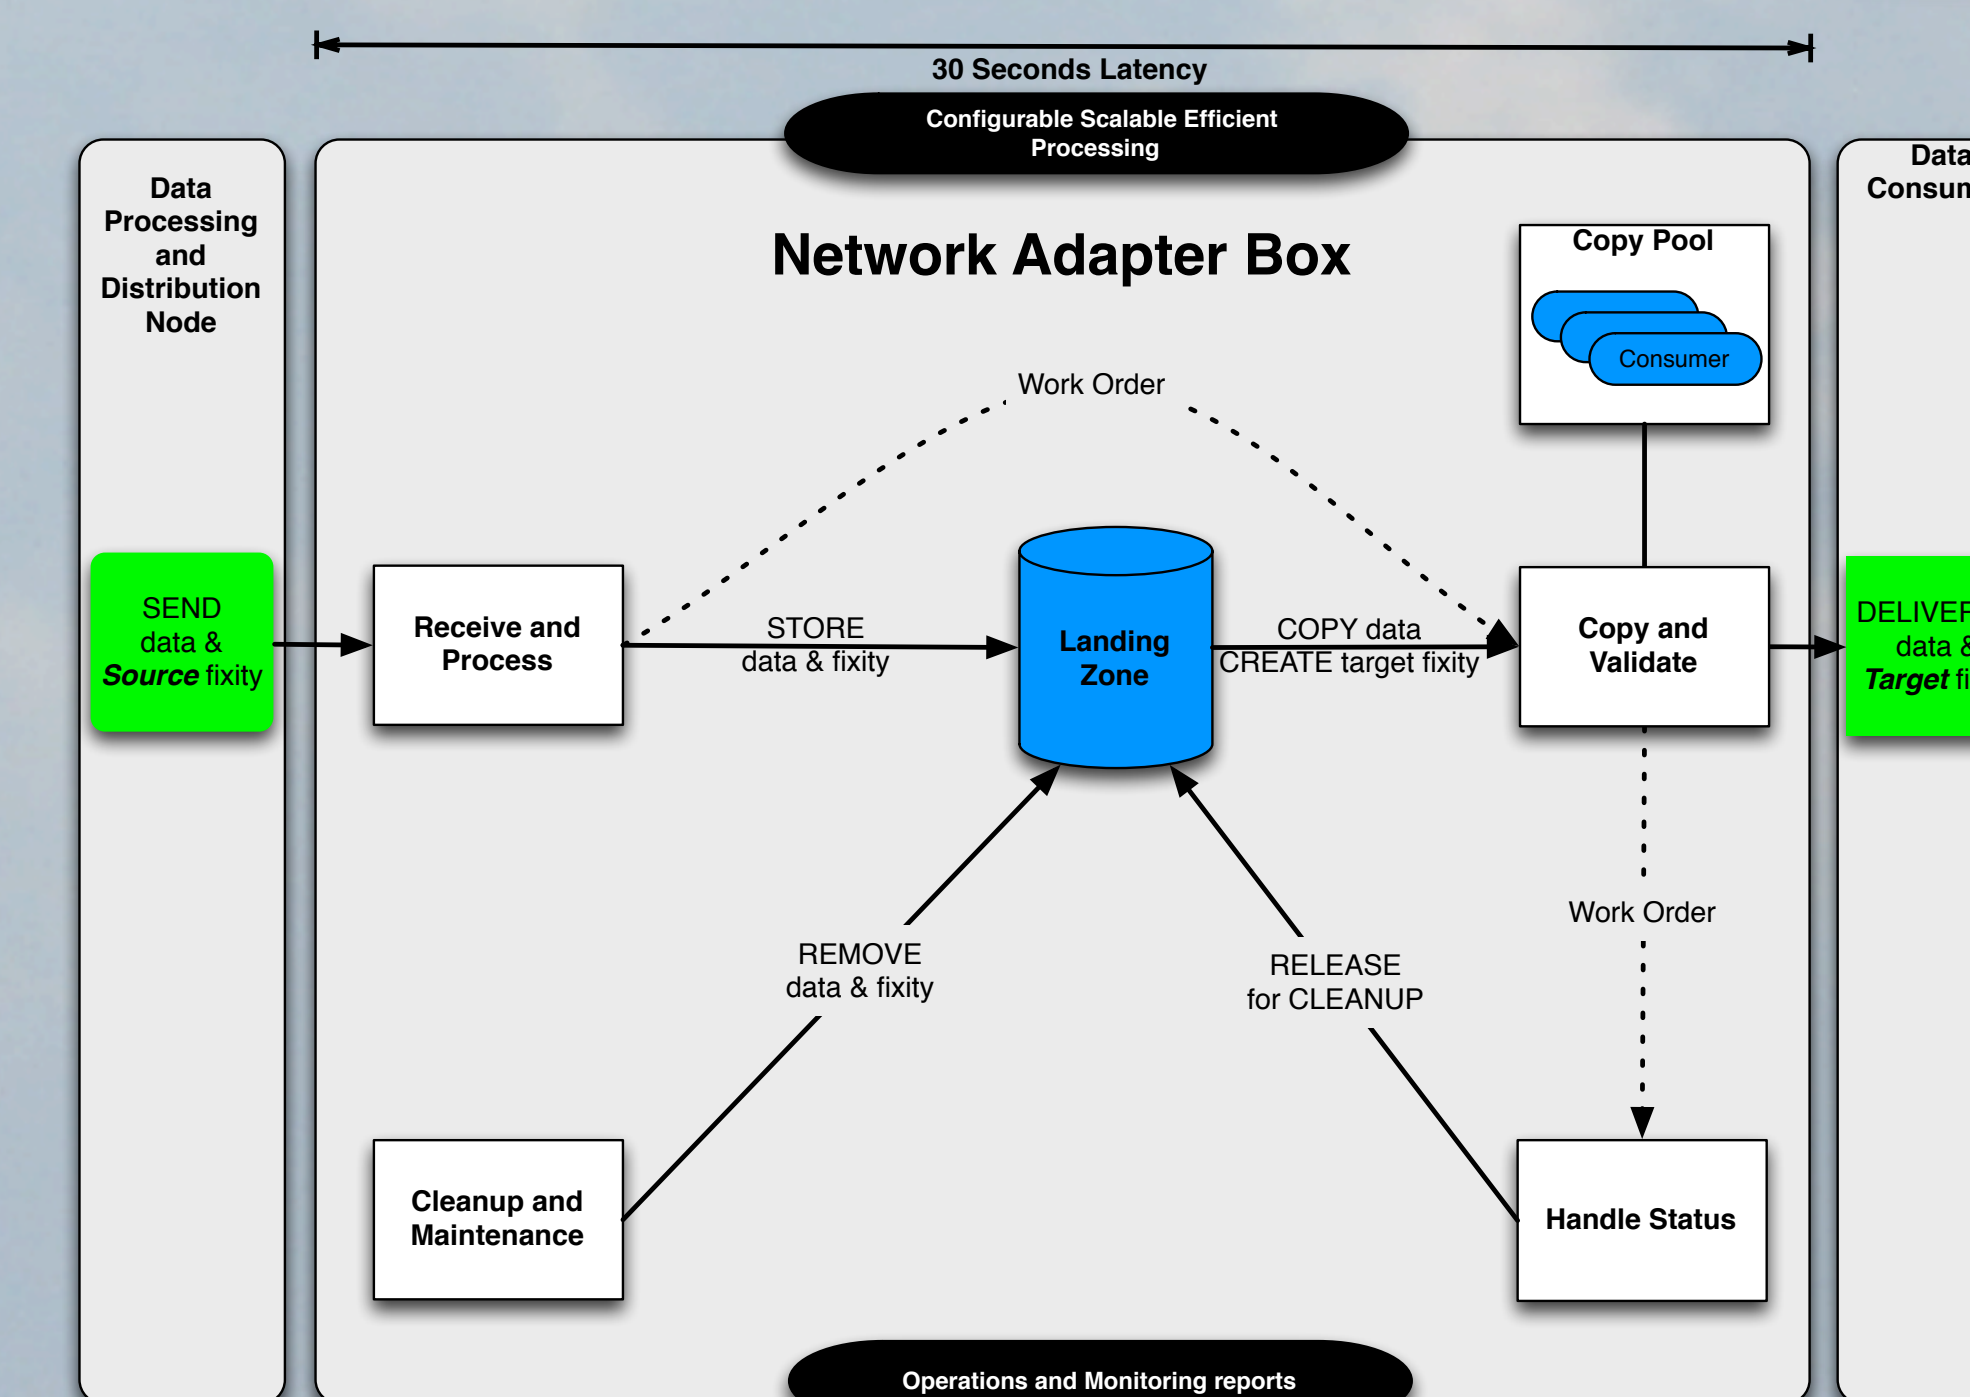 30 Seconds Latency
Configurable Scalable Efficient
Processing
Data
Processing
and
Distribution
Node
Network Adapter Box
Copy Pool
Consumer
Data
Work Order
SEND
data &
Source fixity
Receive and
Process
STORE
data & fixity
Landing
Zone
COPY data
CREATE target fixity
Copy and
Validate
data &
Target
Work Order
REMOVE
data & fixity
RELEASE
for CLEANUP
Cleanup and
Maintenance
Handle Status
Operations and Monitoring reports